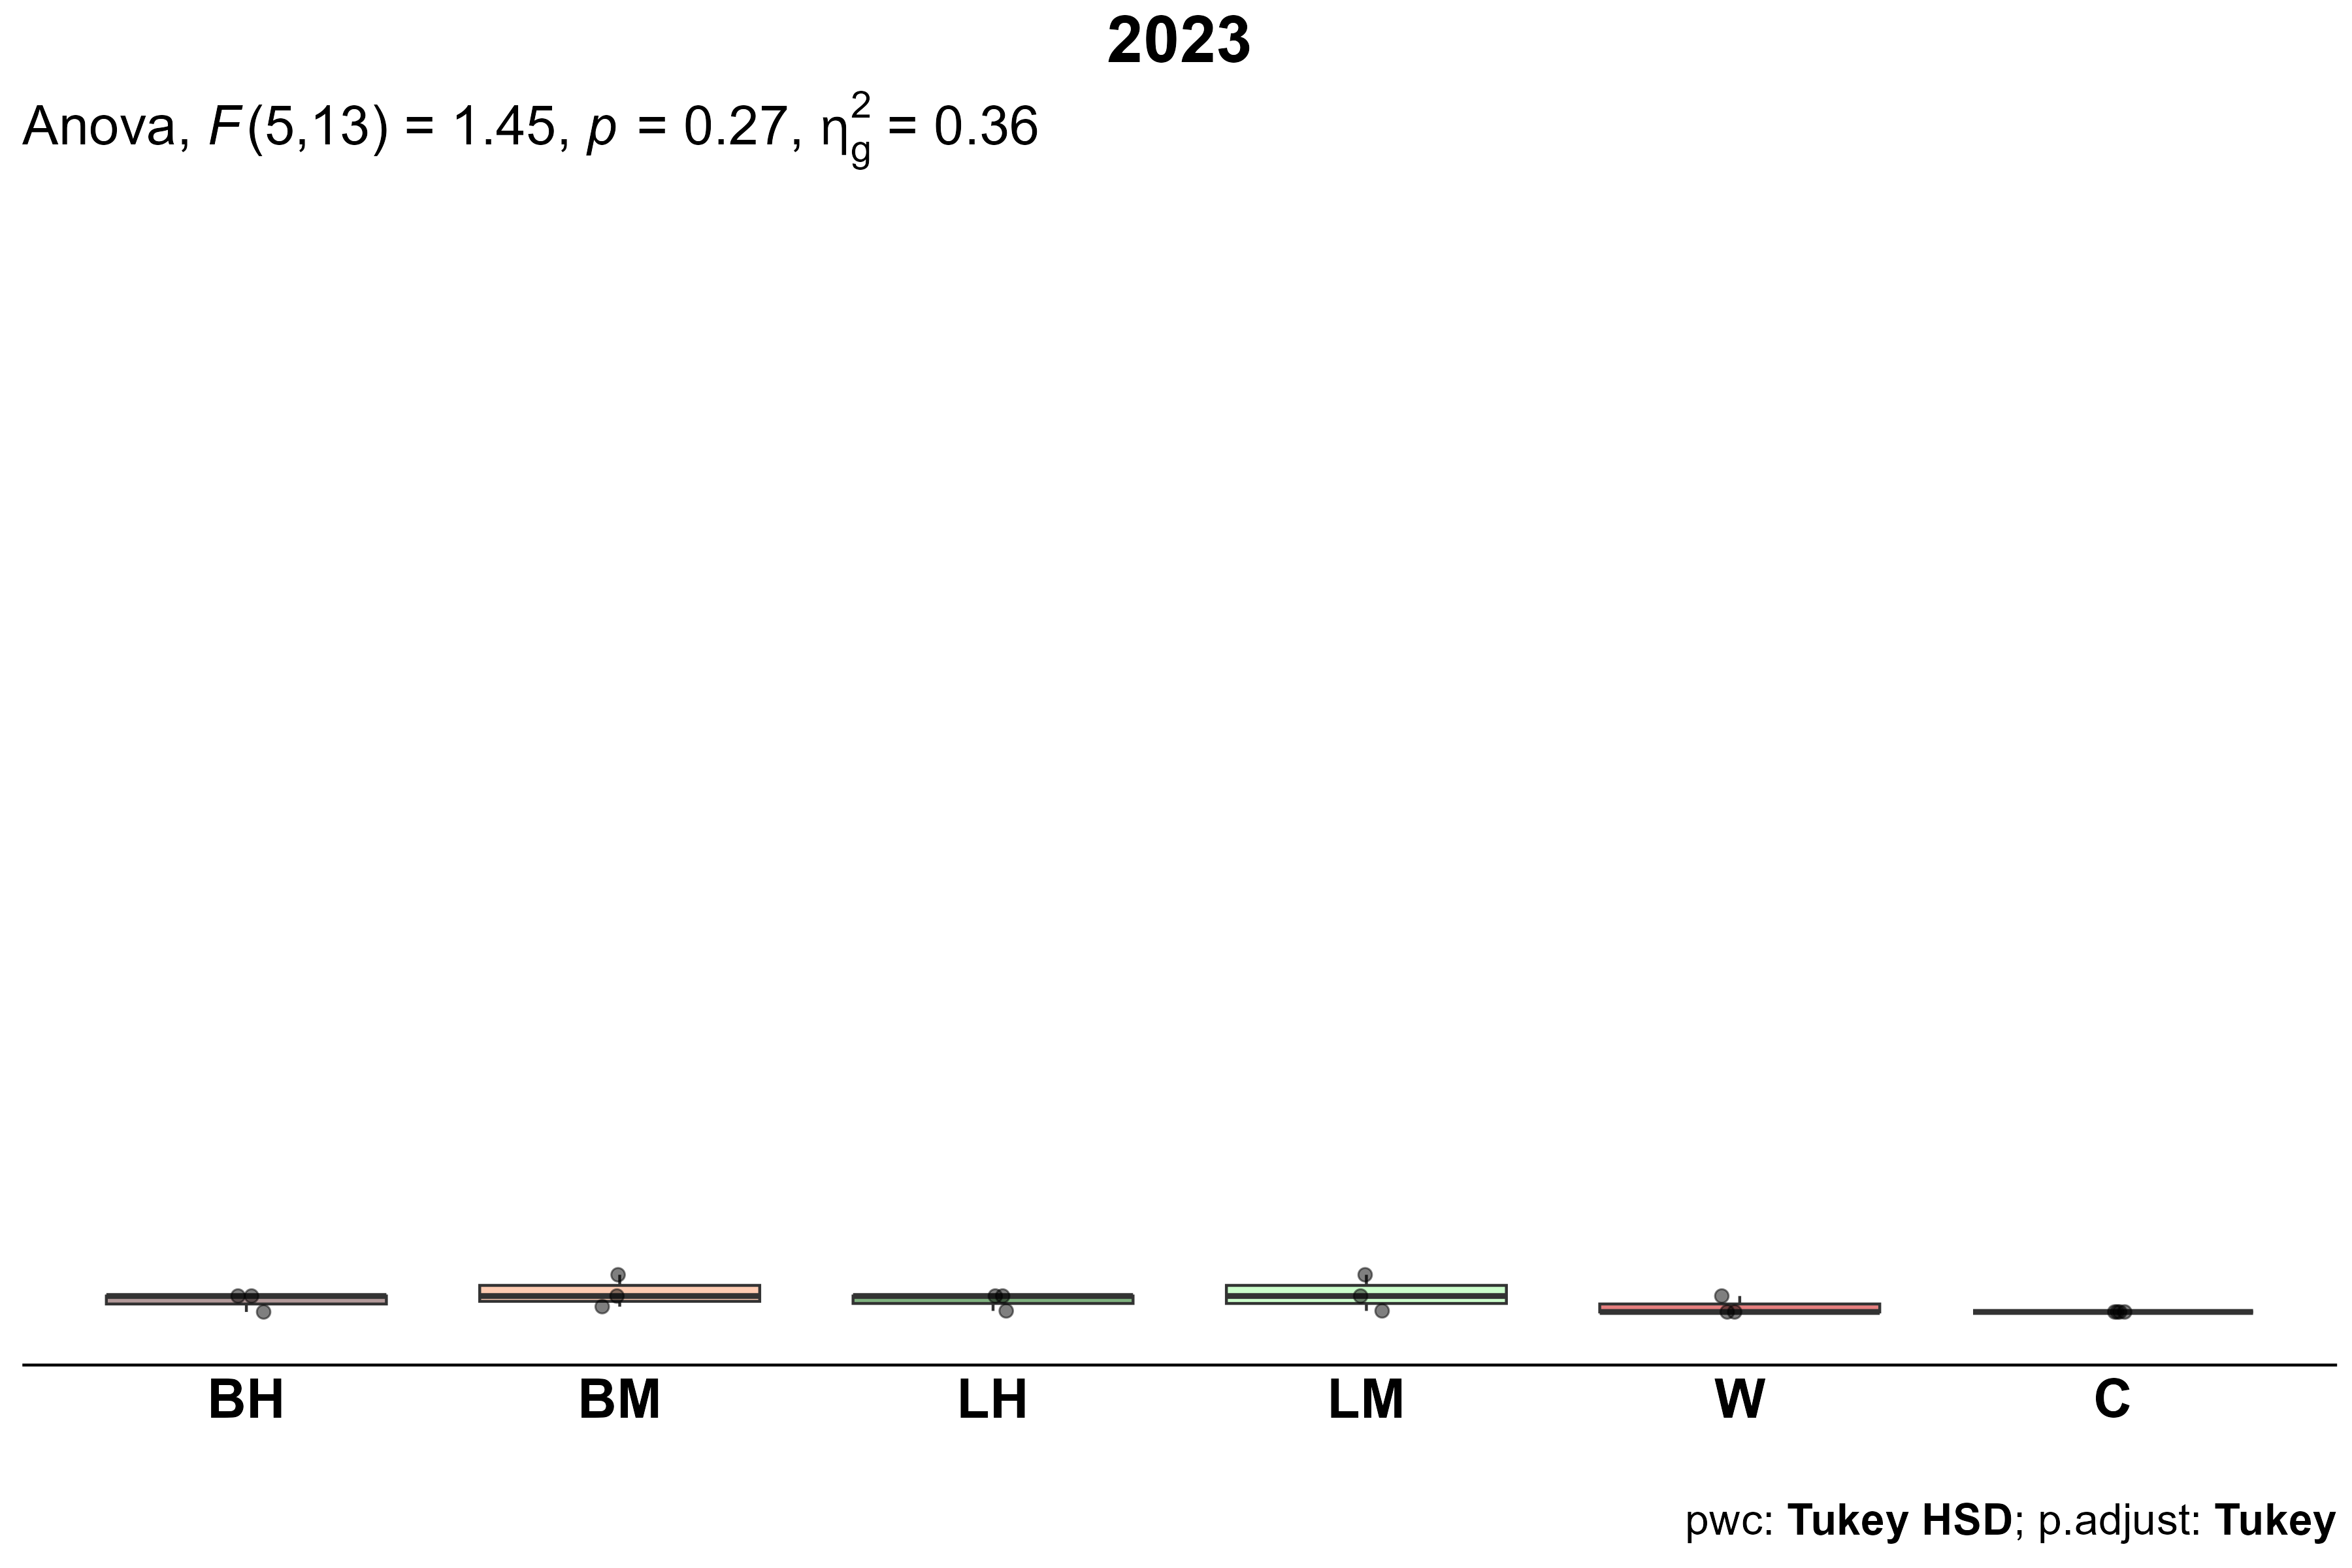 2023
Anova, F(5,13) = 1.45, p = 0.27, η²g = 0.36
BH BM LH LM W C
pwc: Tukey HSD; p.adjust: Tukey